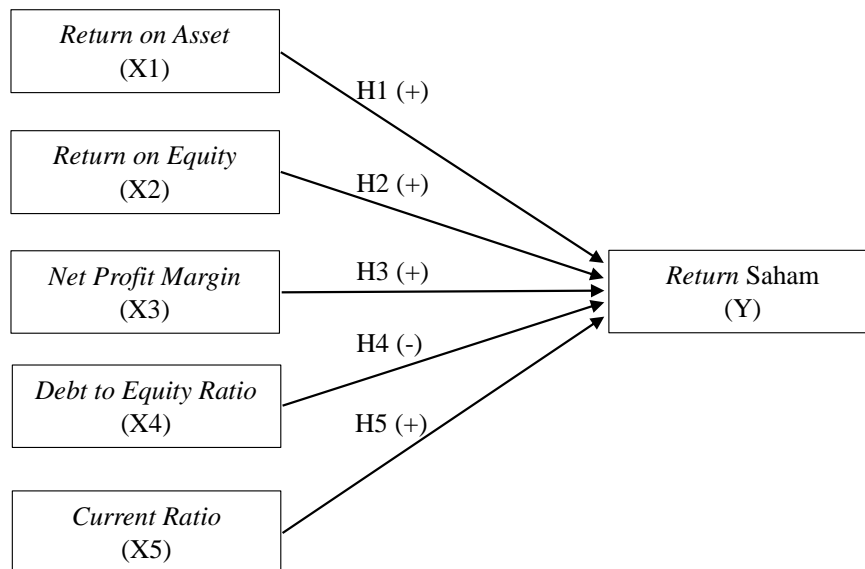 Return on Asset
(X1)
H1 (+)
Return on Equity
(X2)
H2 (+)
Net Profit Margin
(X3)
H3 (+)
Return Saham
(Y)
H4 (-)
Debt to Equity Ratio
(X4)
H5 (+)
Current Ratio
(X5)